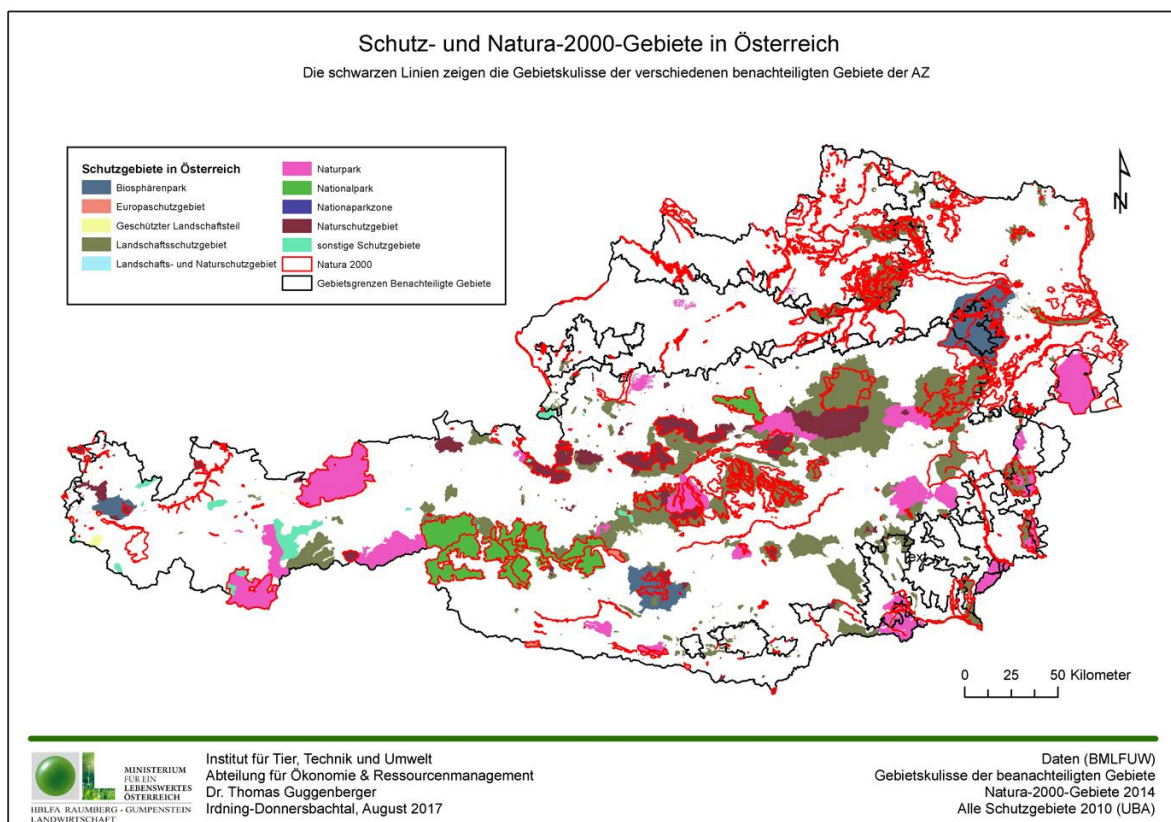 Schutz- und Natura-2000-Gebiete in Österreich
Die schwarzen Linien zeigen die Gebietskulisse der verschiedenen benachteiligten Gebiete der AZ
Schutzgebiete in Österreich
Biosphärenpark
Europaschutzgebiet
Geschützter Landschaftsteil
Landschaftsschutzgebiet
Landschafts- und Naturschutzgebiet
Naturpark
Nationalpark
Nationaparkzone
Naturschutzgebiet
sonstige Schutzgebiete
Natura 2000
Gebietsgrenzen Benachteiligte Gebiete
N
0 25 50 Kilometer
MINISTERIUM
FÜR EIN
LEBENSWERTES
ÖSTERREICH
HBLFA RAUMBERG - GUMPENSTEIN
LANDWIRTSCHAFT
Institut für Tier, Technik und Umwelt
Abteilung für Ökonomie & Ressourcenmanagement
Dr. Thomas Guggenberger
Irdning-Donnersbachtal, August 2017
Daten (BMLFUW)
Gebietskulisse der beanachteiligten Gebiete
Natura-2000-Gebiete 2014
Alle Schutzgebiete 2010 (UBA)